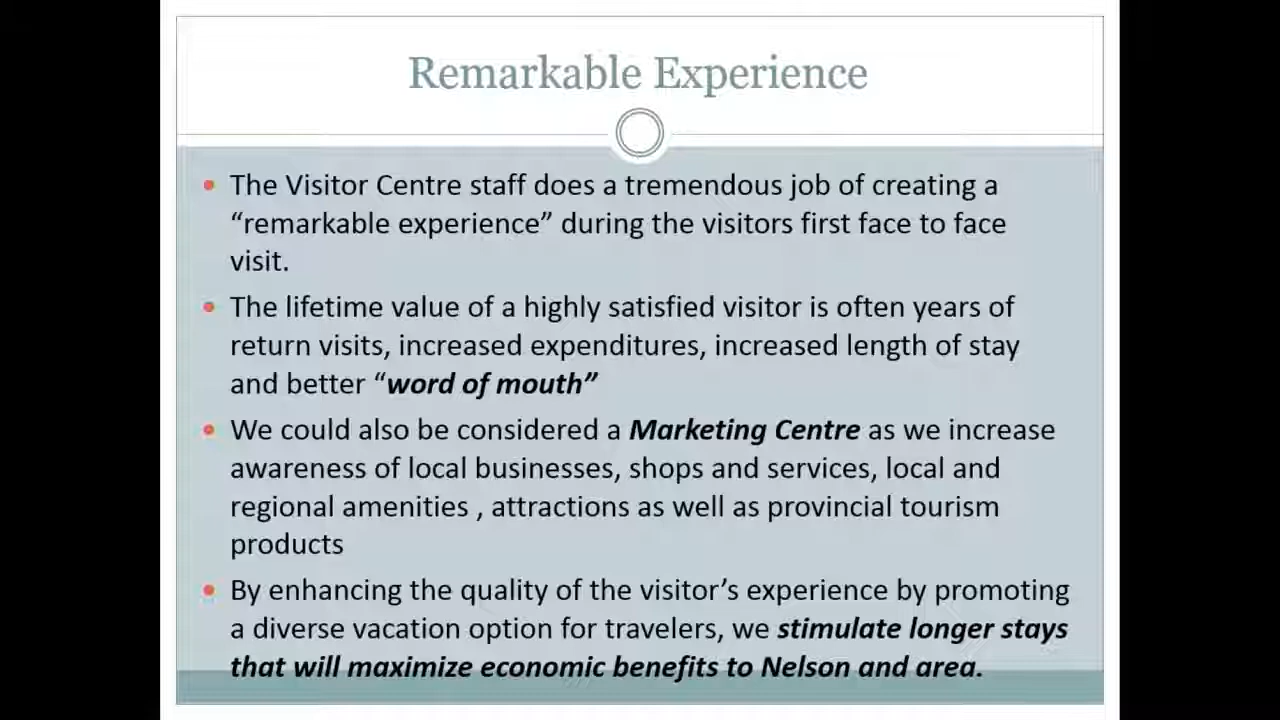 Remarkable Experience
• The Visitor Centre staff does a tremendous job of creating a
“remarkable experience” during the visitors first face to face
visit.
• The lifetime value of a highly satisfied visitor is often years of
return visits, increased expenditures, increased length of stay
and better “word of mouth”
• We could also be considered a Marketing Centre as we increase
awareness of local businesses, shops and services, local and
regional amenities , attractions as well as provincial tourism
products
• By enhancing the quality of the visitor’s experience by promoting
a diverse vacation option for travelers, we stimulate longer stays
that will maximize economic benefits to Nelson and area.